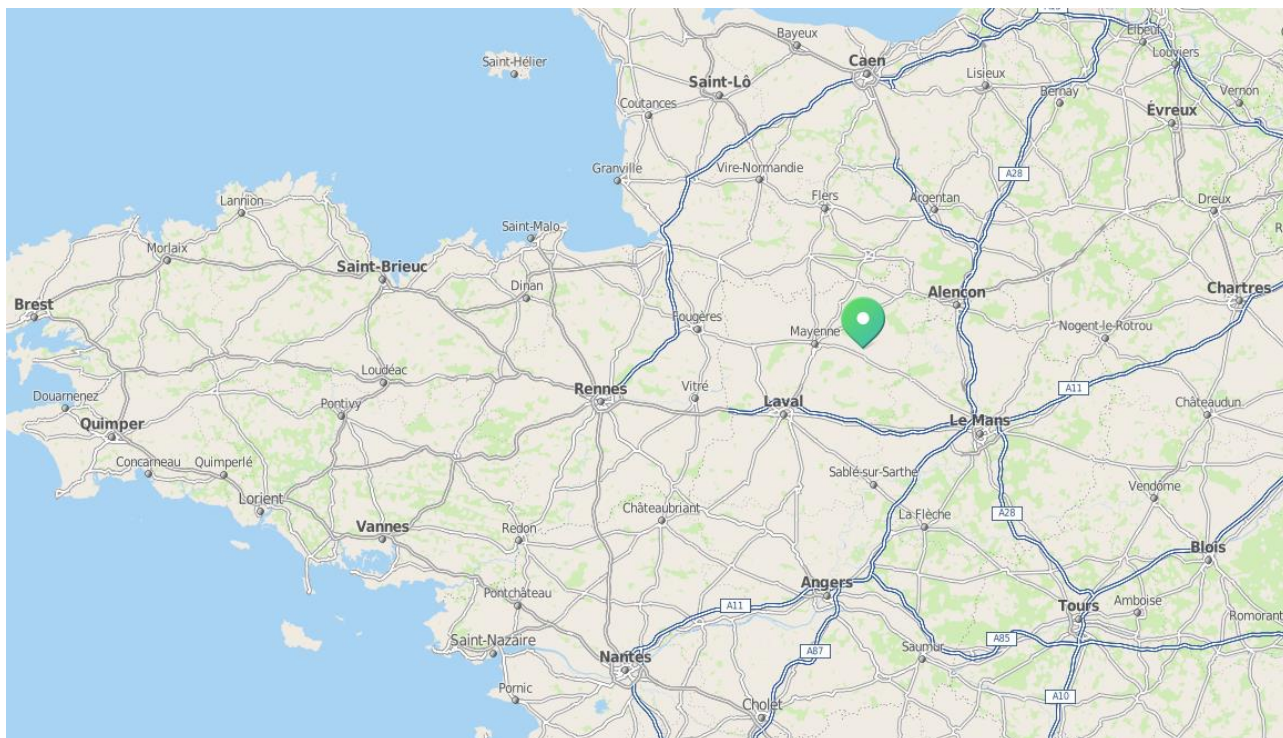 Bayeux
Elbeuf
Louviers
Caen
Saint-Hélier
Lisieux
Saint-Lô
Bernay
Vernon
Coutances
Évreux
Granville
Vire-Normandie
A28
Lannion
Flers
Argentan
Dreux
Saint-Malo
Morlaix
Saint-Brieuc
Dinan
Alençon
Chartres
Brest
Fougères
Mayenne
Nogent-le-Rotrou
Loudéac
Rennes
Vitré
A11
Douarnenez
Pontivy
Laval
Châteaudun
Quimper
Le Mans
Concarneau
Quimperlé
Sablé-sur-Sarthe
Vendôme
Lorient
Châteaubriant
A28
Vannes
Redon
La Flèche
Blois
Angers
Pontchâteau
A11
Tours
Amboise
Romorant
Saint-Nazaire
A85
Nantes
A87
Saumur
Pornic
A10
Cholet